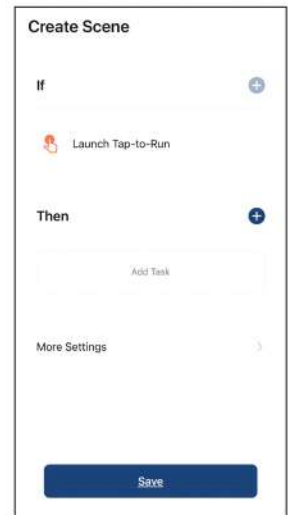 Create Scene
If
Launch Tap-to-Run
Then
Add Task
More Settings
Save